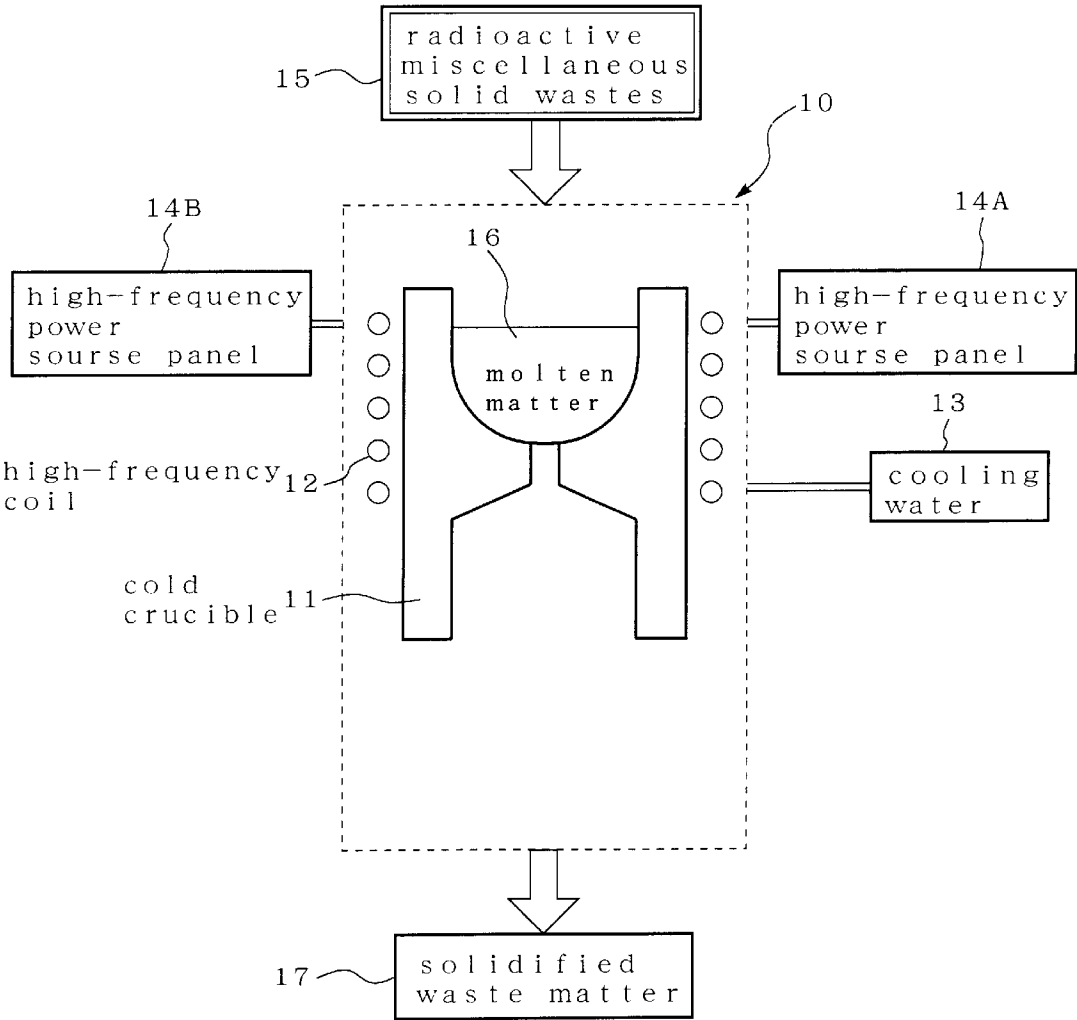 radioactive
miscellaneous
solid wastes
15
10
14B
14A
16
high-frequency
power
sourse panel
high-frequency
power
sourse panel
molten
matter
13
high-frequency
coil
12
cooling
water
cold
crucible
11
17
solidified
waste matter